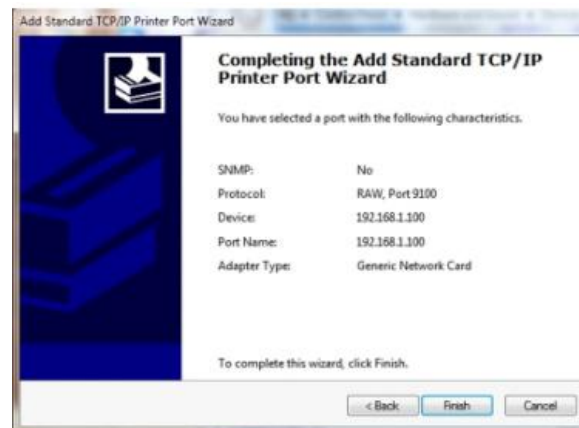 Add Standard TCP/IP Printer Port Wizard
Completing the Add Standard TCP/IP
Printer Port Wizard
You have selected a port with the following characteristics.
SNMP: No
Protocol: RAW, Port 9100
Device: 192.168.1.100
Port Name: 192.168.1.100
Adapter Type: Generic Network Card
To complete this wizard, click Finish.
< Back Finish Cancel